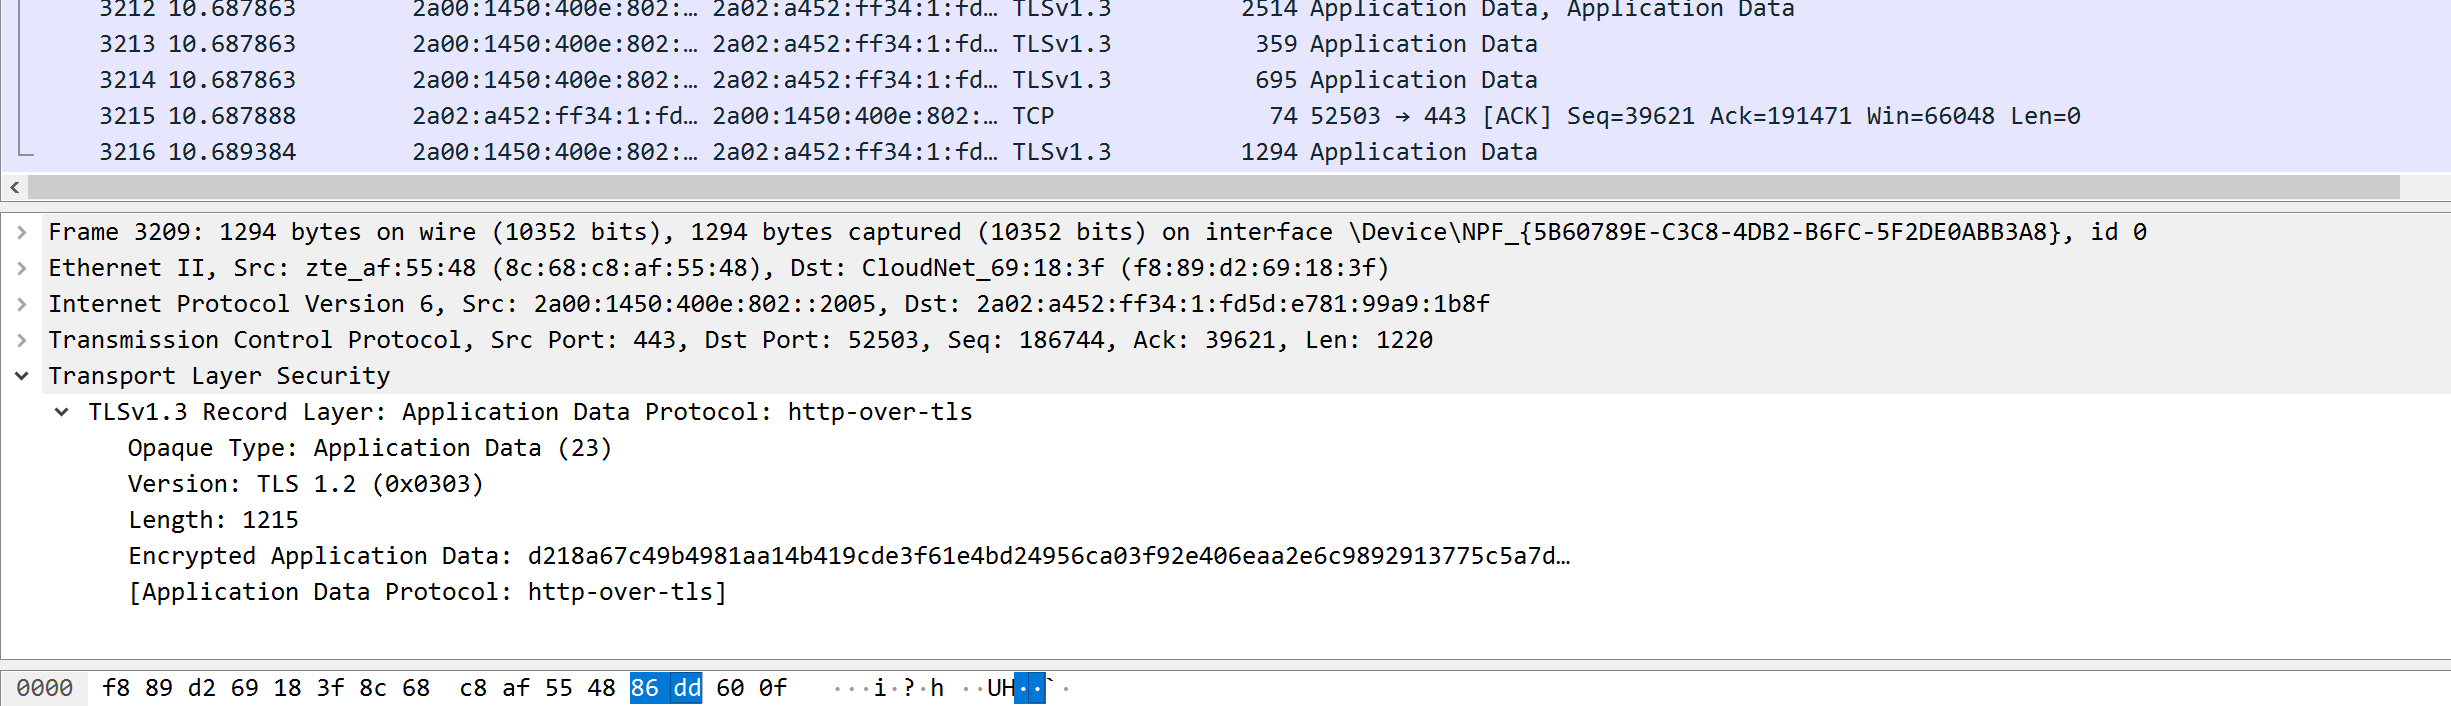 3212 10.687863 2a00:1450:400e:802:… 2a02:a452:ff34:1:fd… TLSv1.3 2514 Application Data, Application Data
3213 10.687863 2a00:1450:400e:802:… 2a02:a452:ff34:1:fd… TLSv1.3 359 Application Data
3214 10.687863 2a00:1450:400e:802:… 2a02:a452:ff34:1:fd… TLSv1.3 695 Application Data
3215 10.687888 2a02:a452:ff34:1:fd… 2a00:1450:400e:802:… TCP 74 52503 → 443 [ACK] Seq=39621 Ack=191471 Win=66048 Len=0
3216 10.689384 2a00:1450:400e:802:… 2a02:a452:ff34:1:fd… TLSv1.3 1294 Application Data
Frame 3209: 1294 bytes on wire (10352 bits), 1294 bytes captured (10352 bits) on interface \Device\NPF_{5B60789E-C3C8-4DB2-B6FC-5F2DE0ABB3A8}, id 0
Ethernet II, Src: zte_af:55:48 (8c:68:c8:af:55:48), Dst: CloudNet_69:18:3f (f8:89:d2:69:18:3f)
Internet Protocol Version 6, Src: 2a00:1450:400e:802::2005, Dst: 2a02:a452:ff34:1:fd5d:e781:99a9:1b8f
Transmission Control Protocol, Src Port: 443, Dst Port: 52503, Seq: 186744, Ack: 39621, Len: 1220
Transport Layer Security
TLSv1.3 Record Layer: Application Data Protocol: http-over-tls
Opaque Type: Application Data (23)
Version: TLS 1.2 (0x0303)
Length: 1215
Encrypted Application Data: d218a67c49b4981aa14b419cde3f61e4bd24956ca03f92e406eaa2e6c9892913775c5a7d…
[Application Data Protocol: http-over-tls]
0000 f8 89 d2 69 18 3f 8c 68 c8 af 55 48 86 dd 60 0f ···i·?·h ··UH··`·